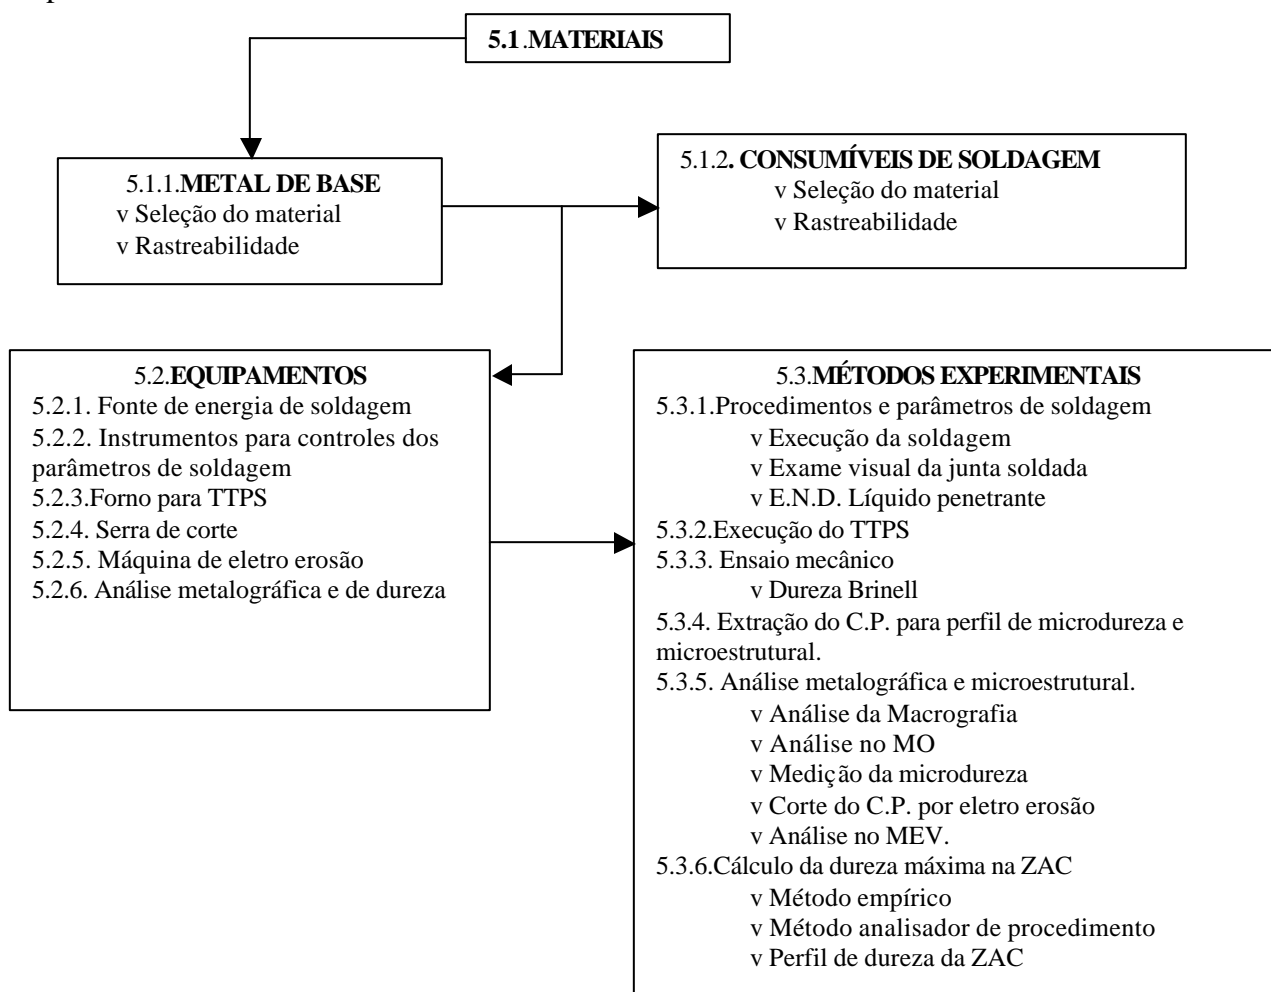 5.1.MATERIAIS
5.1.1.METAL DE BASE
v Seleção do material
v Rastreabilidade
5.1.2. CONSUMÍVEIS DE SOLDAGEM
v Seleção do material
v Rastreabilidade
5.2.EQUIPAMENTOS
5.2.1. Fonte de energia de soldagem
5.2.2. Instrumentos para controles dos
parâmetros de soldagem
5.2.3.Forno para TTPS
5.2.4. Serra de corte
5.2.5. Máquina de eletro erosão
5.2.6. Análise metalográfica e de dureza
5.3.MÉTODOS EXPERIMENTAIS
5.3.1.Procedimentos e parâmetros de soldagem
v Execução da soldagem
v Exame visual da junta soldada
v E.N.D. Líquido penetrante
5.3.2.Execução do TTPS
5.3.3. Ensaio mecânico
v Dureza Brinell
5.3.4. Extração do C.P. para perfil de microdureza e
microestrutural.
5.3.5. Análise metalográfica e microestrutural.
v Análise da Macrografia
v Análise no MO
v Medição da microdureza
v Corte do C.P. por eletro erosão
v Análise no MEV.
5.3.6.Cálculo da dureza máxima na ZAC
v Método empírico
v Método analisador de procedimento
v Perfil de dureza da ZAC